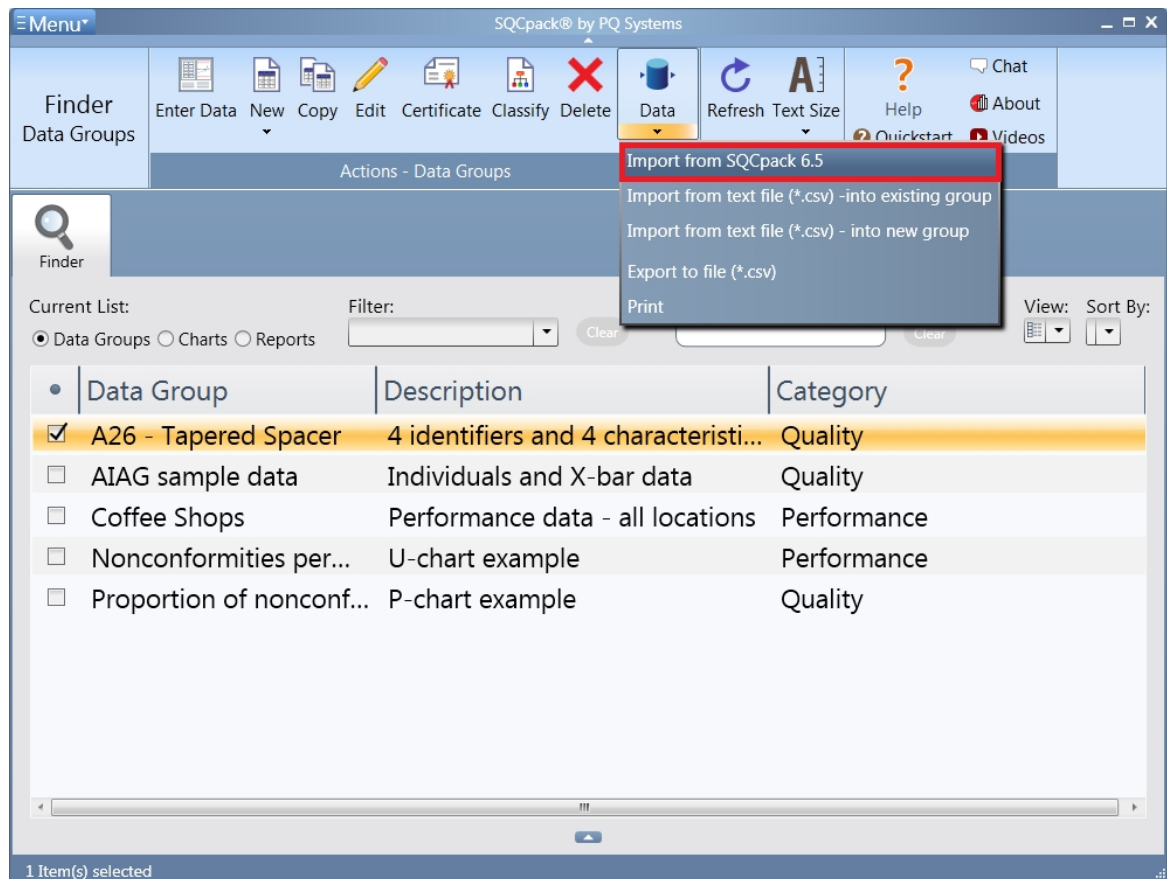 Menu
SQCpack® by PQ Systems
Finder
Data Groups
Enter Data New Copy Edit Certificate Classify Delete Data Refresh Text Size Help
Chat
About
Quickstart Videos
Actions - Data Groups
Import from SQCpack 6.5
Import from text file (*.csv) -into existing group
Import from text file (*.csv) - into new group
Export to file (*.csv)
Print
Finder
Current List: Filter: View: Sort By:
Data Groups Charts Reports Clear Clear
Data Group Description Category
A26 - Tapered Spacer 4 identifiers and 4 characteristi... Quality
AIAG sample data Individuals and X-bar data Quality
Coffee Shops Performance data - all locations Performance
Nonconformities per... U-chart example Performance
Proportion of nonconf... P-chart example Quality
1 Item(s) selected